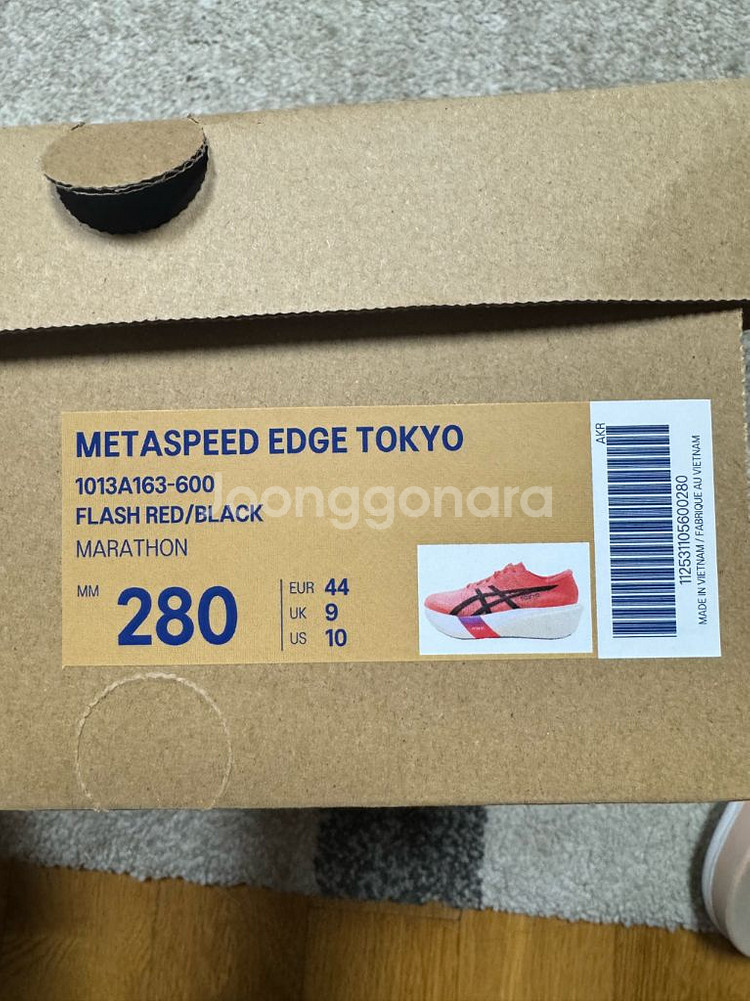 METASPEED EDGE TOKYO
1013A163-600
FLASH RED/BLACK
MARATHON
MM 280
EUR 44
UK 9
US 10
AKR
112531105600280
MADE IN VIETNAM / FABRIQUE AU VIETNAM
Joonggonara